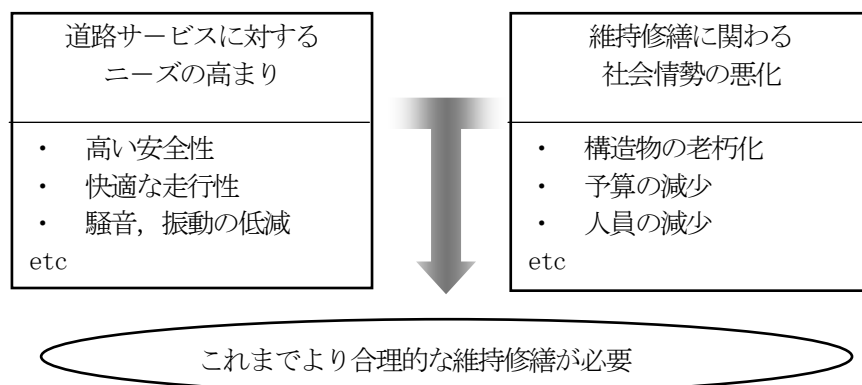 道路サービスに対する
ニーズの高まり
・ 高い安全性
・ 快適な走行性
・ 騒音，振動の低減
etc
維持修繕に関わる
社会情勢の悪化
・ 構造物の老朽化
・ 予算の減少
・ 人員の減少
etc
これまでより合理的な維持修繕が必要